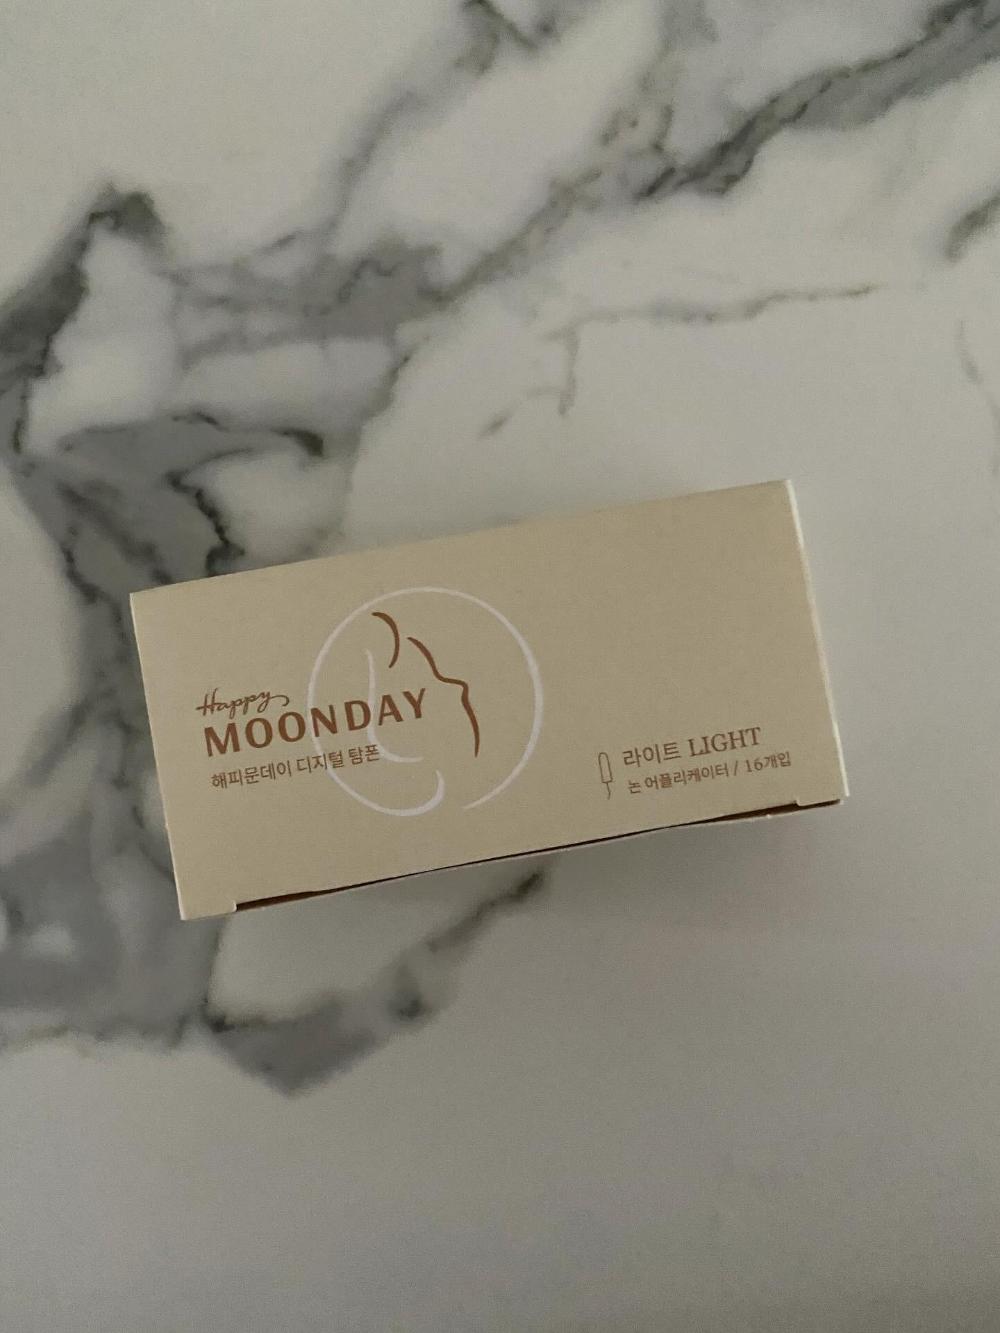 Happy
MOONDAY
해피문데이 디지털 탐폰
라이트 LIGHT
논 어플리케이터 / 16개입